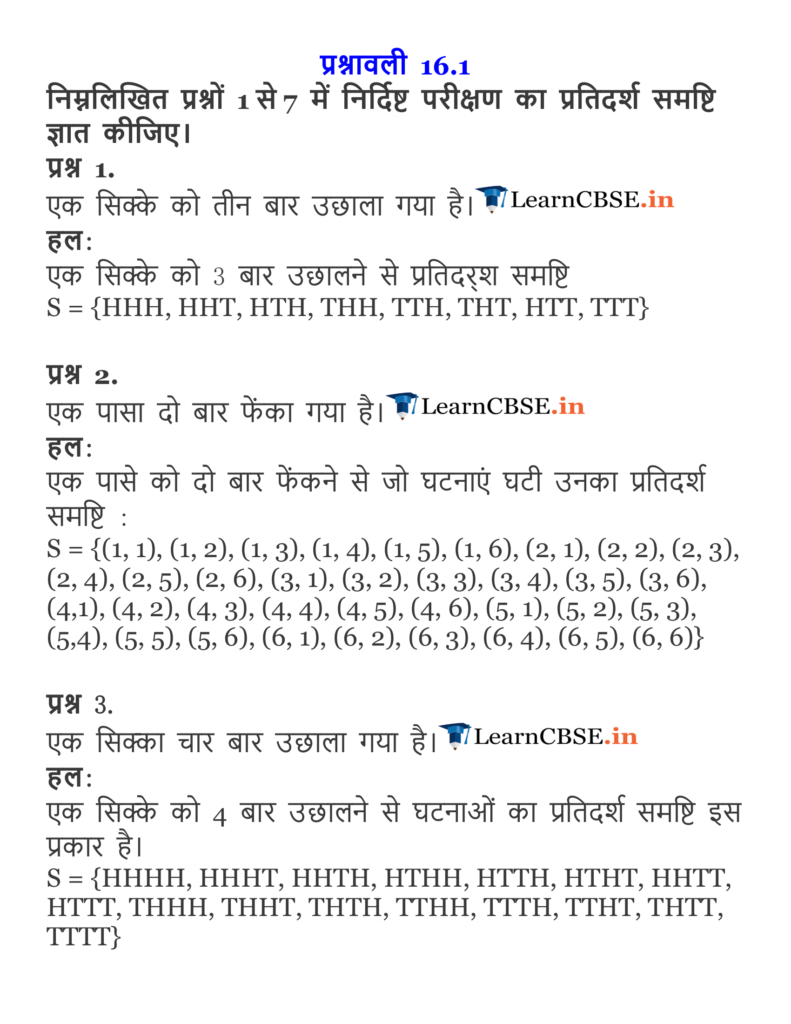 प्रश्नावली 16.1
निम्नलिखित प्रश्नों 1 से 7 में निर्दिष्ट परीक्षण का प्रतिदर्श समष्टि
ज्ञात कीजिए।
प्रश्न 1.
एक सिक्के को तीन बार उछाला गया है। LearnCBSE.in
हल:
एक सिक्के को 3 बार उछालने से प्रतिदर्‌श समष्टि
S = {HHH, HHT, HTH, THH, TTH, THT, HTT, TTT}
प्रश्न 2.
एक पासा दो बार फेंका गया है। LearnCBSE.in
हल:
एक पासे को दो बार फेंकने से जो घटनाएं घटी उनका प्रतिदर्श
समष्टि :
S = {(1, 1), (1, 2), (1, 3), (1, 4), (1, 5), (1, 6), (2, 1), (2, 2), (2, 3),
(2, 4), (2, 5), (2, 6), (3, 1), (3, 2), (3, 3), (3, 4), (3, 5), (3, 6),
(4,1), (4, 2), (4, 3), (4, 4), (4, 5), (4, 6), (5, 1), (5, 2), (5, 3),
(5,4), (5, 5), (5, 6), (6, 1), (6, 2), (6, 3), (6, 4), (6, 5), (6, 6)}
प्रश्न 3.
एक सिक्का चार बार उछाला गया है। LearnCBSE.in
हल:
एक सिक्के को 4 बार उछालने से घटनाओं का प्रतिदर्श समष्टि इस
प्रकार है।
S = {HHHH, HHHT, HHTH, HTHH, HTTH, HTHT, HHTT,
HTTT, THHH, THHT, THTH, TTHH, TTTH, TTHT, THTT,
TTTT}